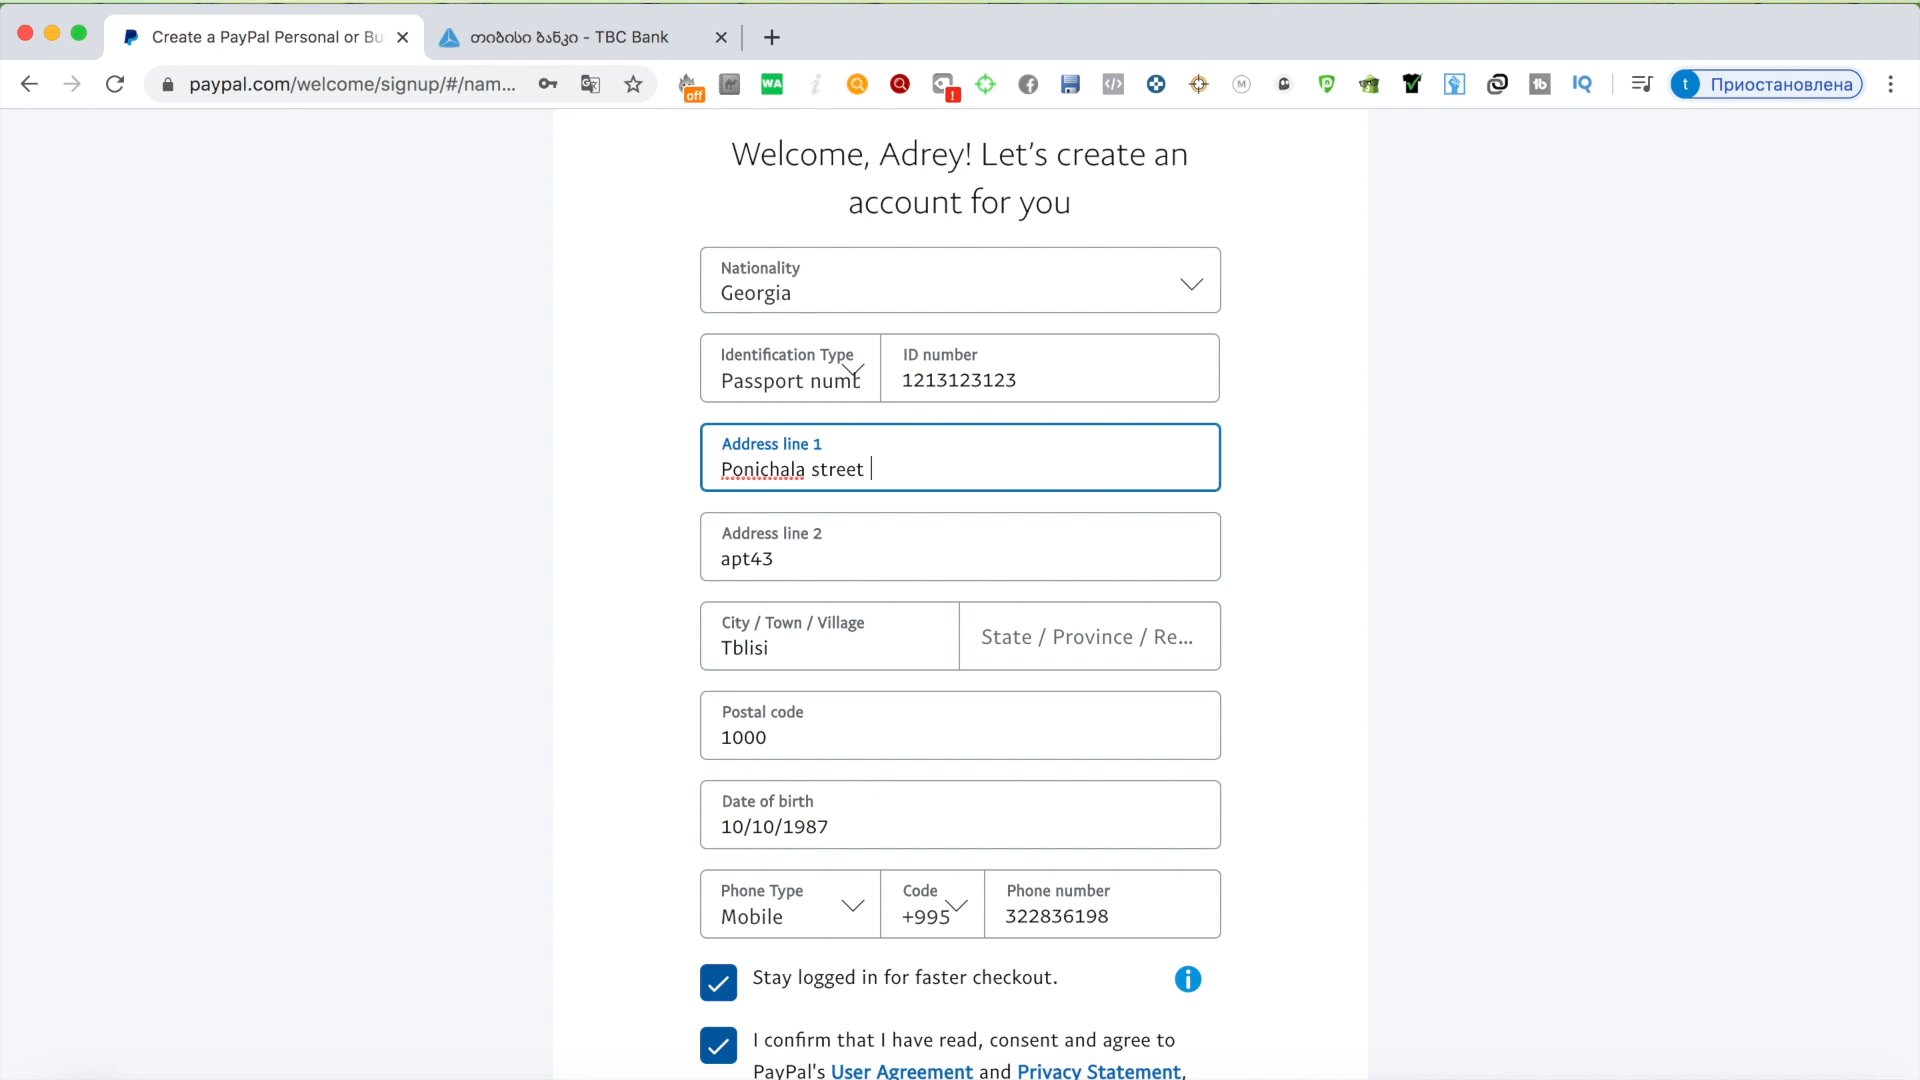 Create a PayPal Personal or Bu
თიბისი ბანკი - TBC Bank
paypal.com/welcome/signup/#/nam...
off
WA
!
M
IQ
t
Приостановлена
Welcome, Adrey! Let’s create an
account for you
Nationality
Georgia
Identification Type
Passport numb
ID number
1213123123
Address line 1
Ponichala street
Address line 2
apt43
City / Town / Village
Tblisi
State / Province / Re...
Postal code
1000
Date of birth
10/10/1987
Phone Type
Mobile
Code
+995
Phone number
322836198
Stay logged in for faster checkout.
I confirm that I have read, consent and agree to
PayPal's User Agreement and Privacy Statement,